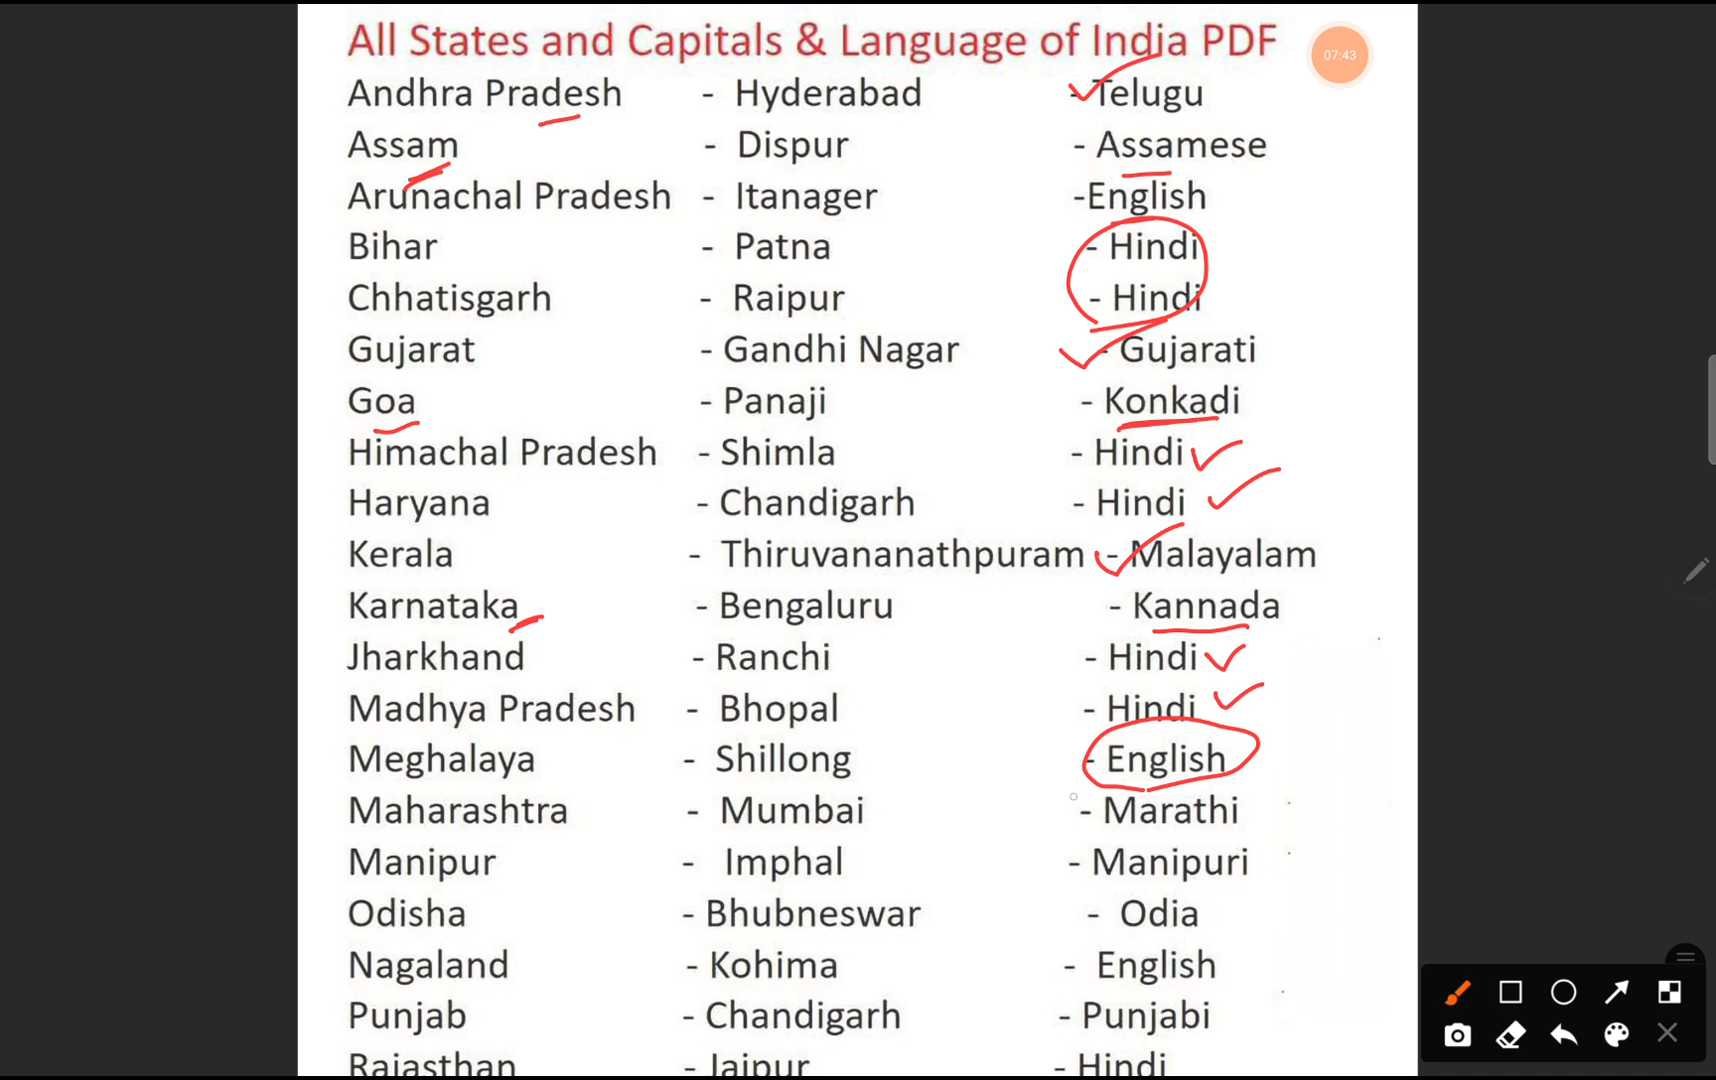 All States and Capitals & Language of India PDF
07:43
Andhra Pradesh - Hyderabad - Telugu
Assam - Dispur - Assamese
Arunachal Pradesh - Itanager -English
Bihar - Patna - Hindi
Chhatisgarh - Raipur - Hindi
Gujarat - Gandhi Nagar - Gujarati
Goa - Panaji - Konkadi
Himachal Pradesh - Shimla - Hindi
Haryana - Chandigarh - Hindi
Kerala - Thiruvananathpuram - Malayalam
Karnataka - Bengaluru - Kannada
Jharkhand - Ranchi - Hindi
Madhya Pradesh - Bhopal - Hindi
Meghalaya - Shillong - English
Maharashtra - Mumbai - Marathi
Manipur - Imphal - Manipuri
Odisha - Bhubneswar - Odia
Nagaland - Kohima - English
Punjab - Chandigarh - Punjabi
Rajasthan - Jaipur - Hindi